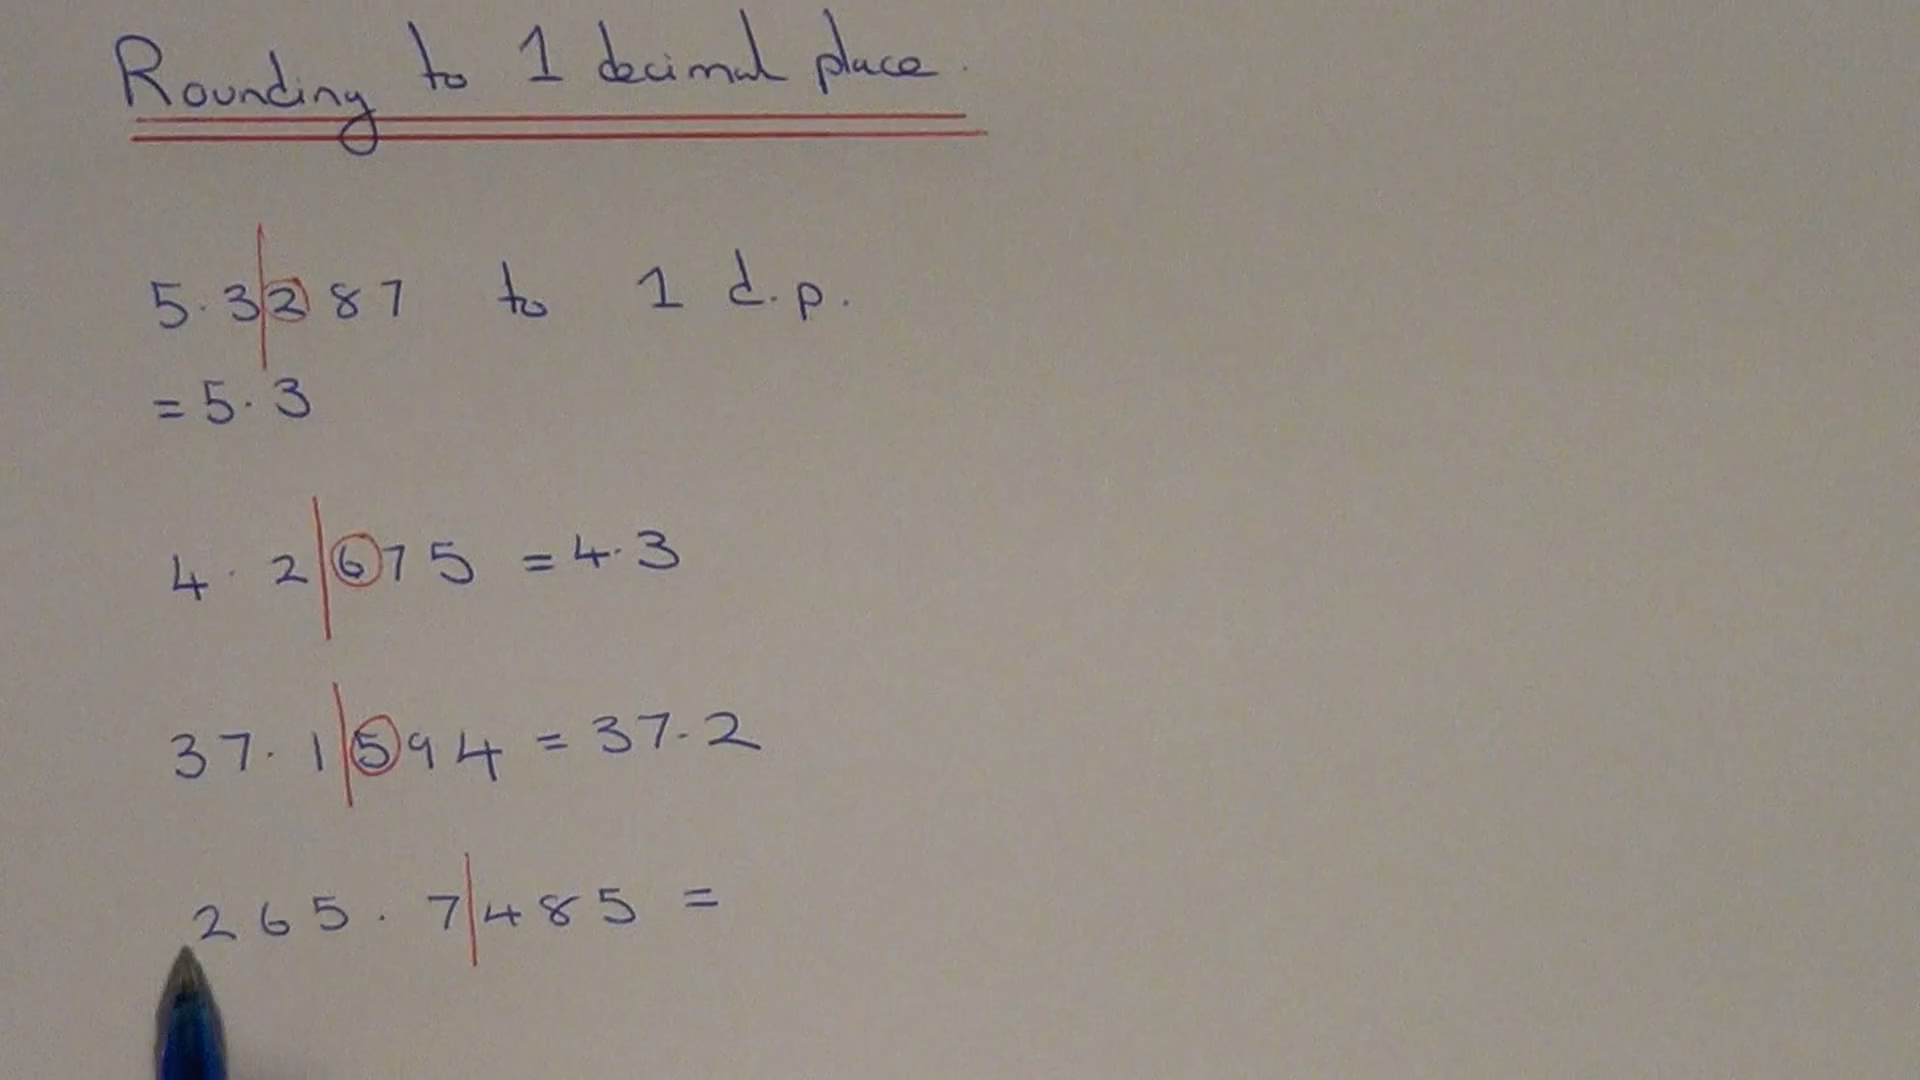 Rounding to 1 decimal place.
5.3287 to 1 d.p.
= 5.3
4.2675 = 4.3
37.1594 = 37.2
265.7485 =